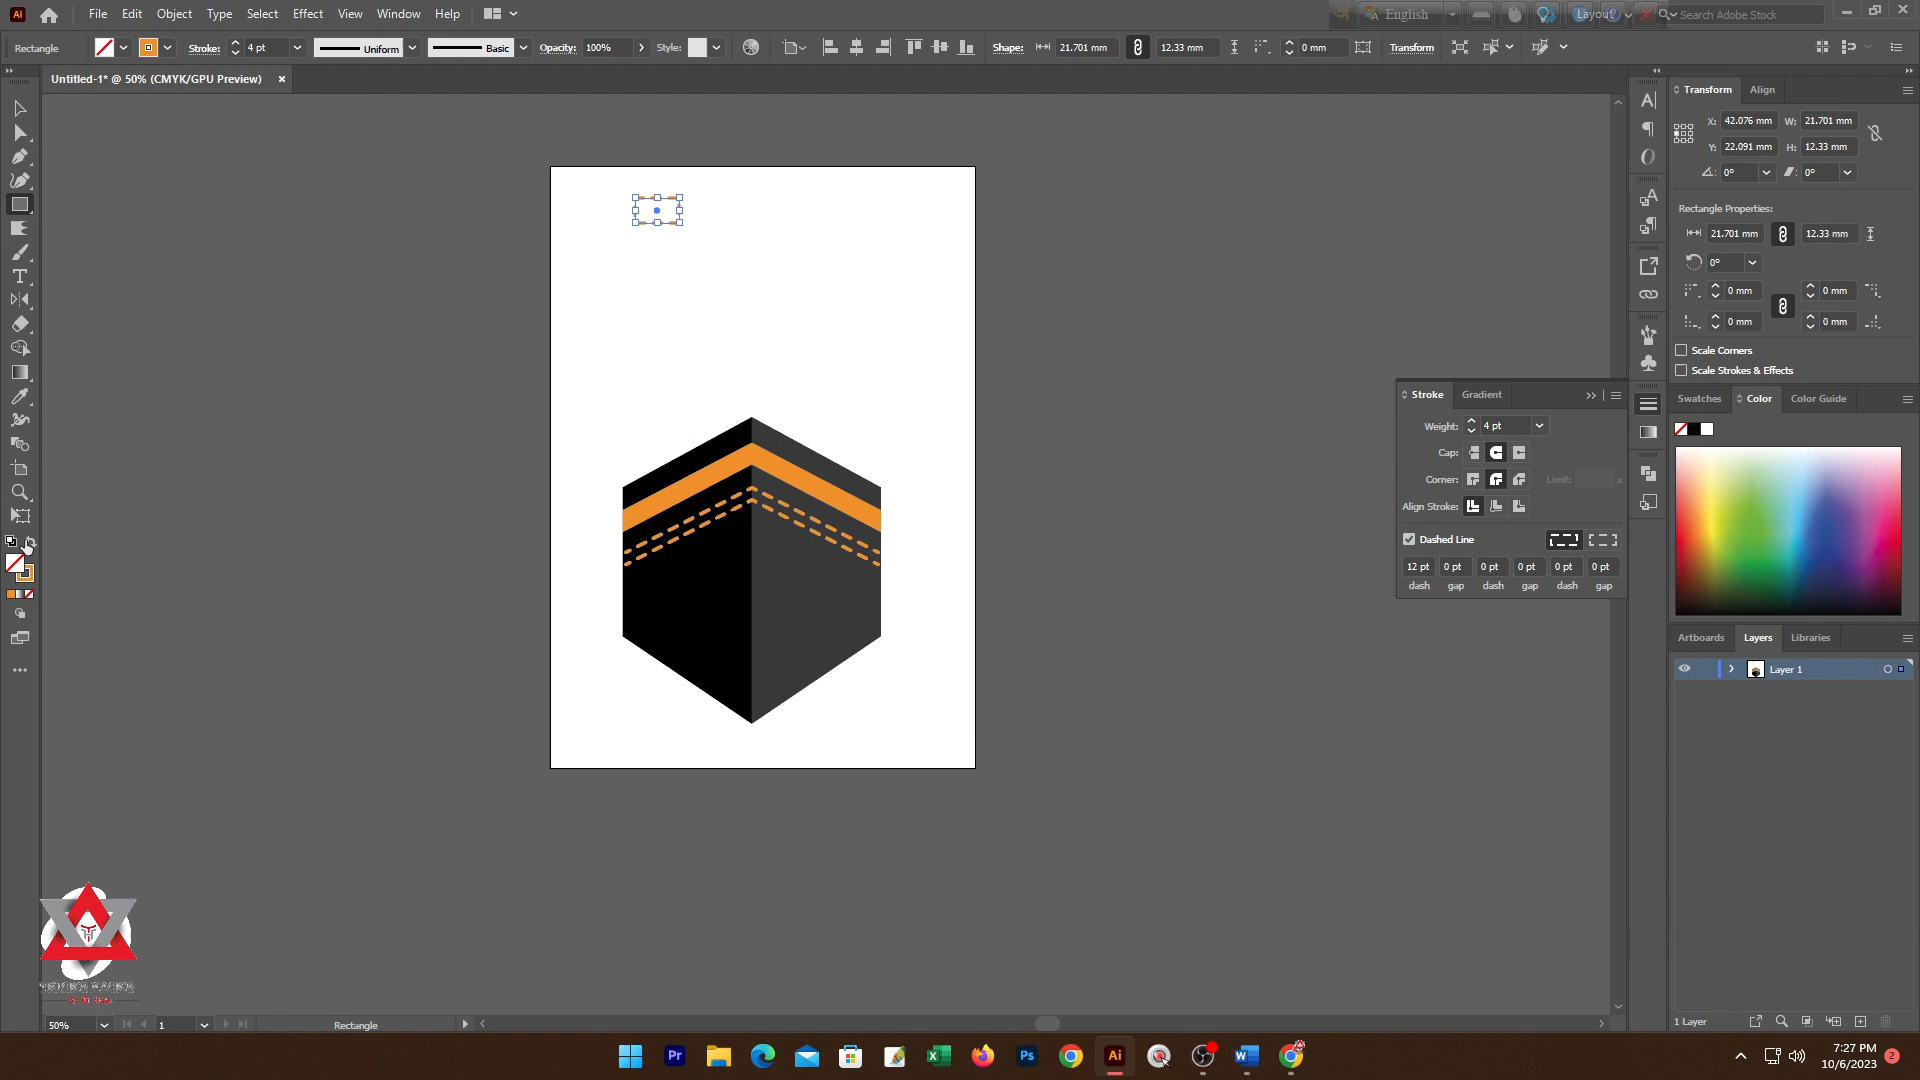 File Edit Object Type Select Effect View Window Help
English
Layout
Search Adobe Stock
Rectangle
Stroke:
4 pt
Uniform
Basic
Opacity:
100%
Style:
Shape:
21.701 mm
12.33 mm
0 mm
Transform
Untitled-1* @ 50% (CMYK/GPU Preview)
Transform
Align
X: 42.076 mm W: 21.701 mm
Y: 22.091 mm H: 12.33 mm
0° 0°
Rectangle Properties:
21.701 mm 12.33 mm
0°
0 mm 0 mm
0 mm 0 mm
Scale Corners
Scale Strokes & Effects
Swatches Color Color Guide
Stroke Gradient
Weight: 4 pt
Cap:
Corner: Limit: x
Align Stroke:
Dashed Line
12 pt 0 pt 0 pt 0 pt 0 pt 0 pt
dash gap dash gap dash gap
Artboards Layers Libraries
Layer 1
1 Layer
50%
1
Rectangle
7:27 PM
10/6/2023
2